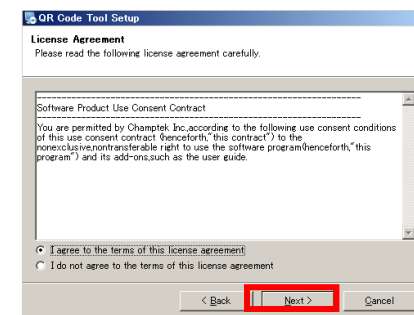 QR Code Tool Setup
License Agreement
Please read the following license agreement carefully.
Software Product Use Consent Contract
You are permitted by Champtek Inc.,according to the following use consent conditions
of this use consent contract (henceforth,"this contract") to the
nonexclusive,nontransferable right to use the software program(henceforth,"this
program") and its add-ons,such as the user guide.
I agree to the terms of this license agreement
I do not agree to the terms of this license agreement
< Back Next > Cancel